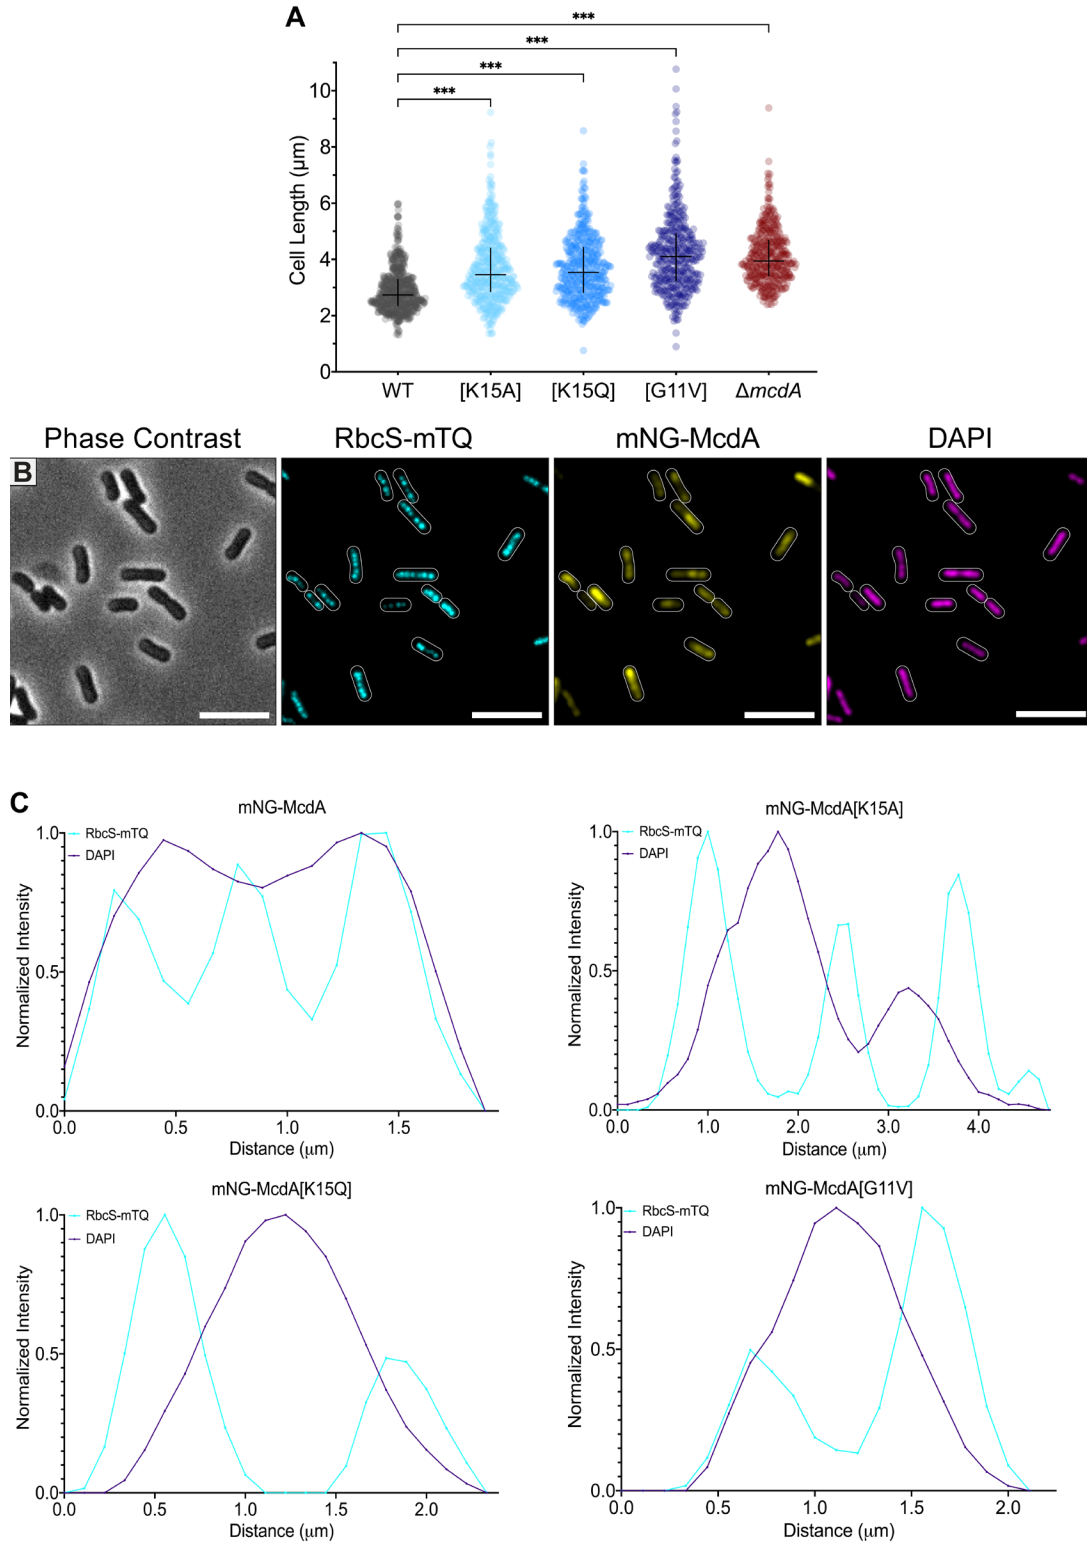 A
***
***
***
***
10
8
6
4
2
0
Cell Length (μm)
WT [K15A] [K15Q] [G11V] ΔmcdA
Phase Contrast RbcS-mTQ mNG-McdA DAPI
B
C
mNG-McdA
RbcS-mTQ
DAPI
1.0
0.5
0.0
Normalized Intensity
0.0 0.5 1.0 1.5
Distance (μm)
mNG-McdA[K15A]
RbcS-mTQ
DAPI
1.0
0.5
0.0
Normalized Intensity
0.0 1.0 2.0 3.0 4.0
Distance (μm)
mNG-McdA[K15Q]
RbcS-mTQ
DAPI
1.0
0.5
0.0
Normalized Intensity
0.0 0.5 1.0 1.5 2.0
Distance (μm)
mNG-McdA[G11V]
RbcS-mTQ
DAPI
1.0
0.5
0.0
Normalized Intensity
0.0 0.5 1.0 1.5 2.0
Distance (μm)